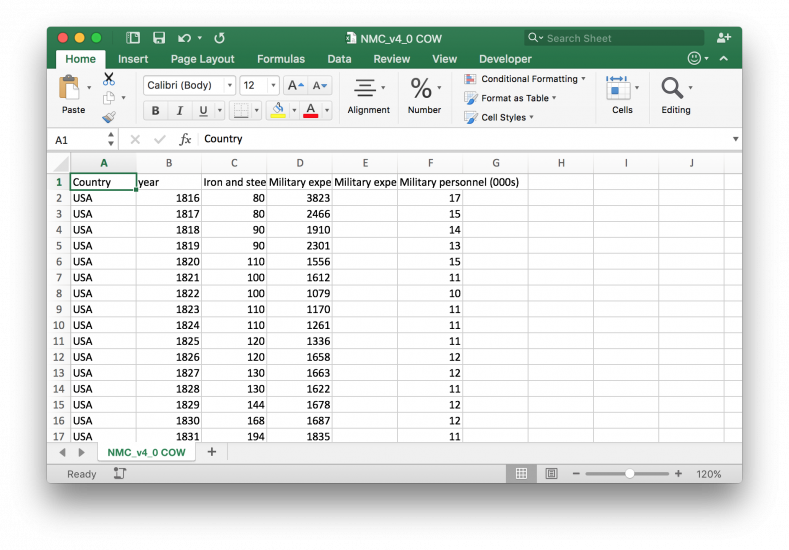 NMC_v4_0 COW
Search Sheet
Home Insert Page Layout Formulas Data Review View Developer
Paste
Calibri (Body) 12 A A
B I U A
Alignment
%
Number
Conditional Formatting
Format as Table
Cell Styles
Cells
Editing
A1 fx Country
A B C D E F G H I J
1 Country year Iron and stee Military expe Military expe Military personnel (000s)
2 USA 1816 80 3823 17
3 USA 1817 80 2466 15
4 USA 1818 90 1910 14
5 USA 1819 90 2301 13
6 USA 1820 110 1556 15
7 USA 1821 100 1612 11
8 USA 1822 100 1079 10
9 USA 1823 110 1170 11
10 USA 1824 110 1261 11
11 USA 1825 120 1336 11
12 USA 1826 120 1658 12
13 USA 1827 130 1663 12
14 USA 1828 130 1622 11
15 USA 1829 144 1678 12
16 USA 1830 168 1687 12
17 USA 1831 194 1835 11
NMC_v4_0 COW +
Ready − + 120%